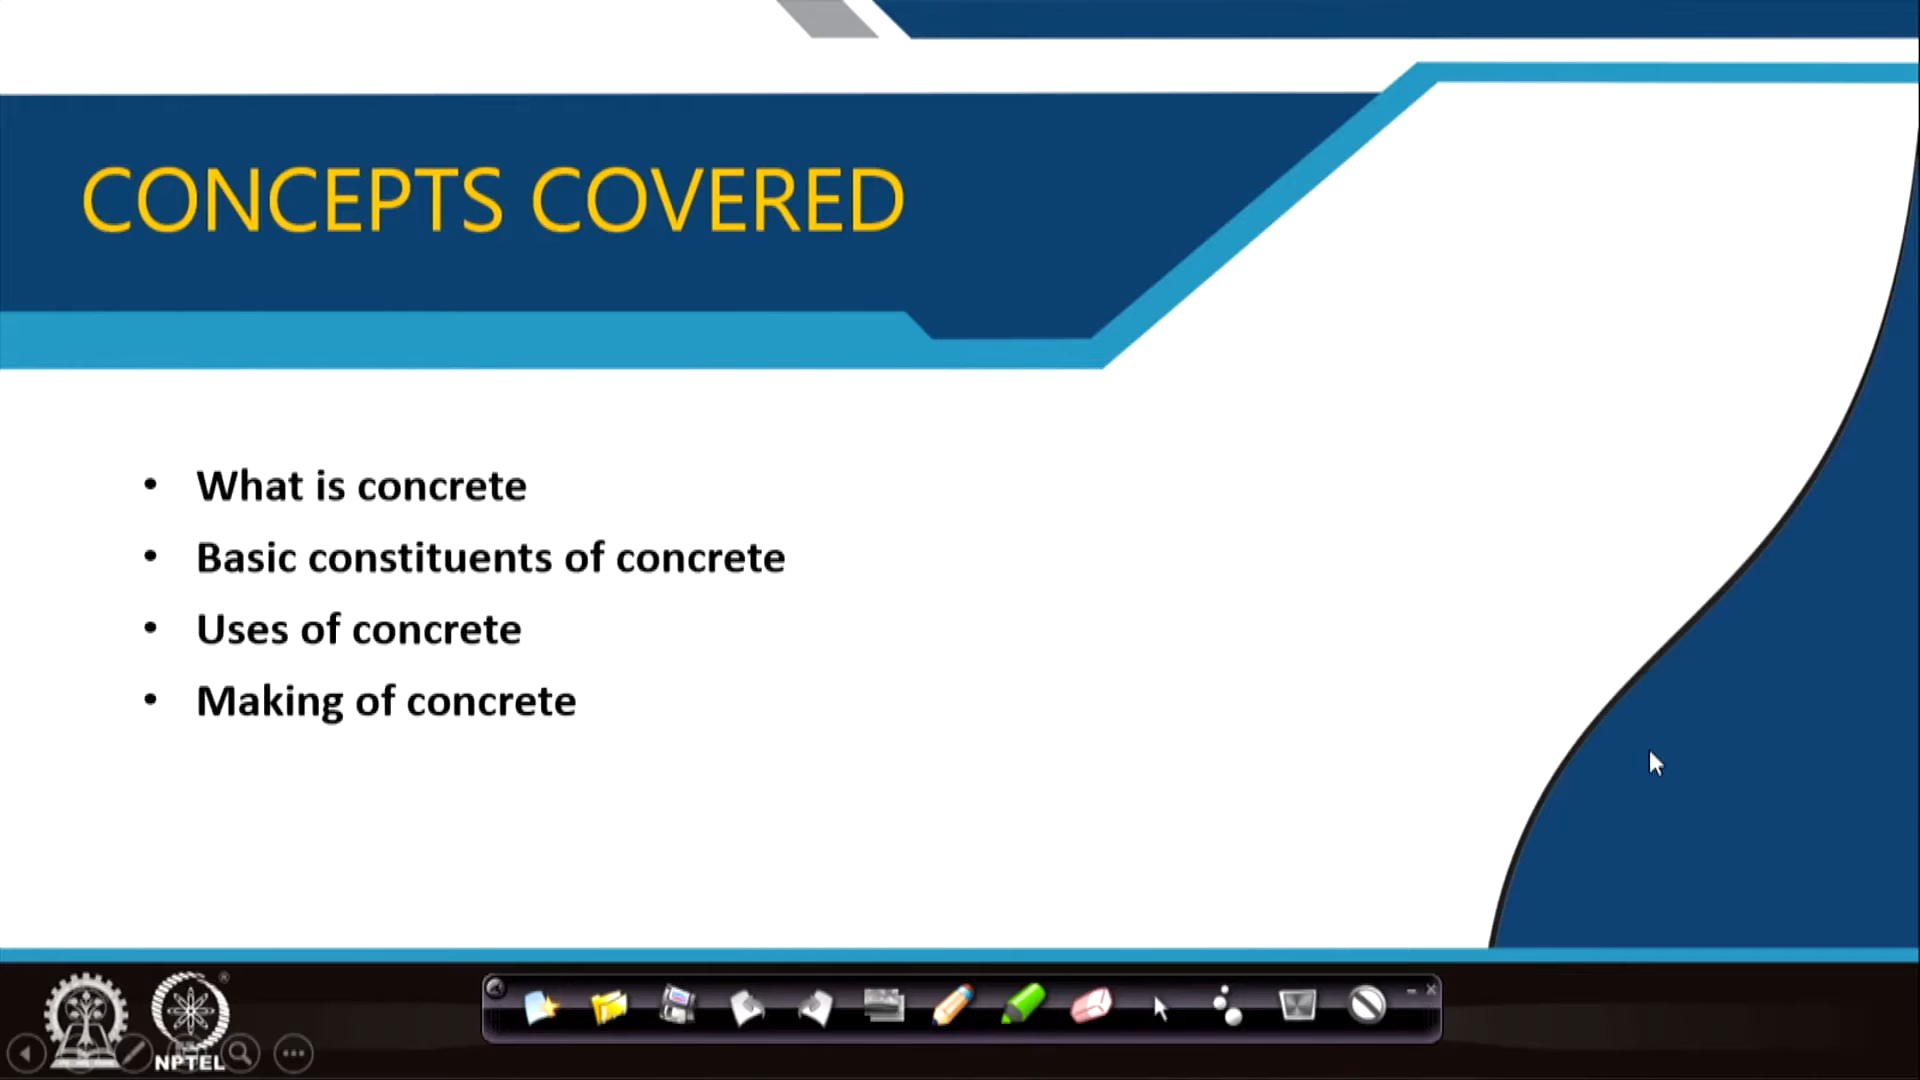 CONCEPTS COVERED
• What is concrete
• Basic constituents of concrete
• Uses of concrete
• Making of concrete
NPTEL